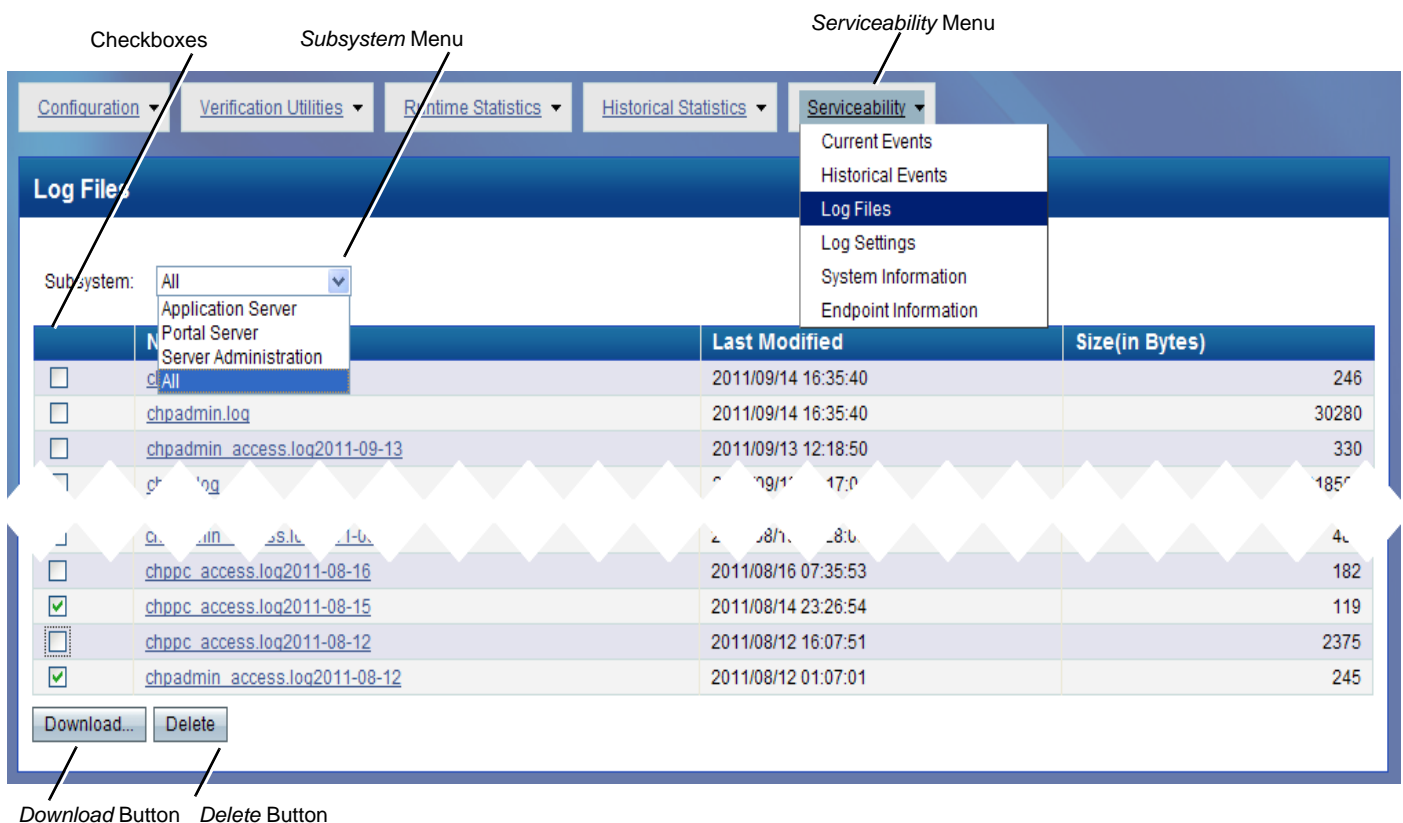 Serviceability Menu
Checkboxes Subsystem Menu
Configuration Verification Utilities Runtime Statistics Historical Statistics Serviceability
Current Events
Historical Events
Log Files
Log Settings
System Information
Endpoint Information
Log Files
Subsystem: All
Application Server
Portal Server
Server Administration
All
Last Modified Size(in Bytes)
2011/09/14 16:35:40 246
chpadmin.log 2011/09/14 16:35:40 30280
chpadmin_access.log2011-09-13 2011/09/13 12:18:50 330
chppc_access.log2011-08-16 2011/08/16 07:35:53 182
chppc_access.log2011-08-15 2011/08/14 23:26:54 119
chppc_access.log2011-08-12 2011/08/12 16:07:51 2375
chpadmin_access.log2011-08-12 2011/08/12 01:07:01 245
Download... Delete
Download Button Delete Button